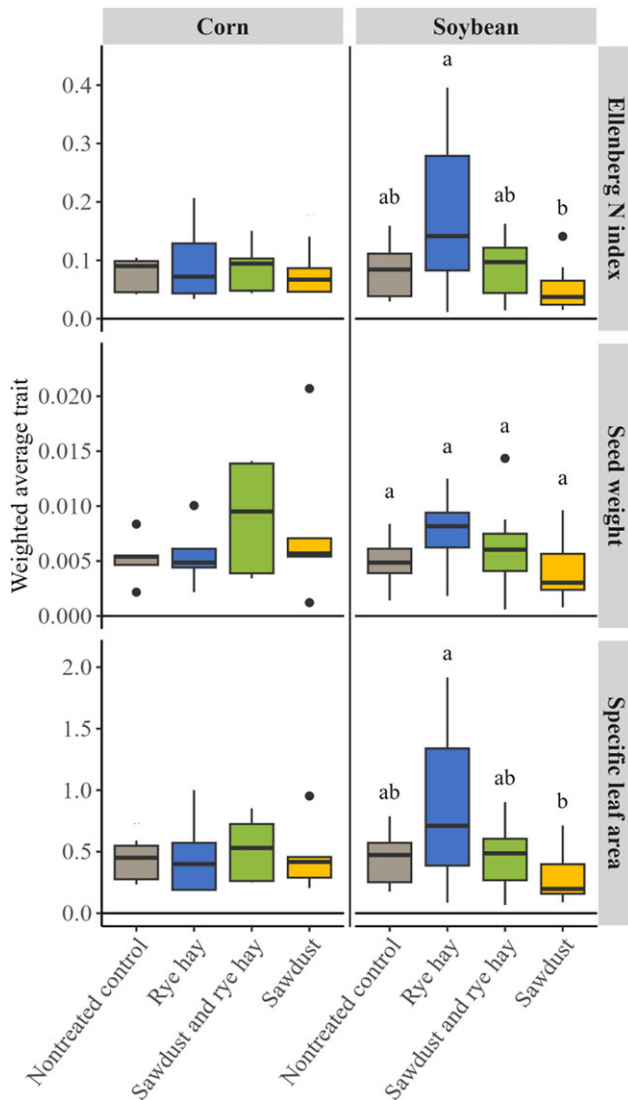 Corn
Soybean
Ellenberg N index
0.4
0.3
0.2
0.1
0.0
a
ab
ab
b
Weighted average trait
Seed weight
0.020
0.015
0.010
0.005
0.000
a
a
a
a
Specific leaf area
2.0
1.5
1.0
0.5
0.0
a
ab
ab
b
Nontreated control
Rye hay
Sawdust and rye hay
Sawdust
Nontreated control
Rye hay
Sawdust and rye hay
Sawdust